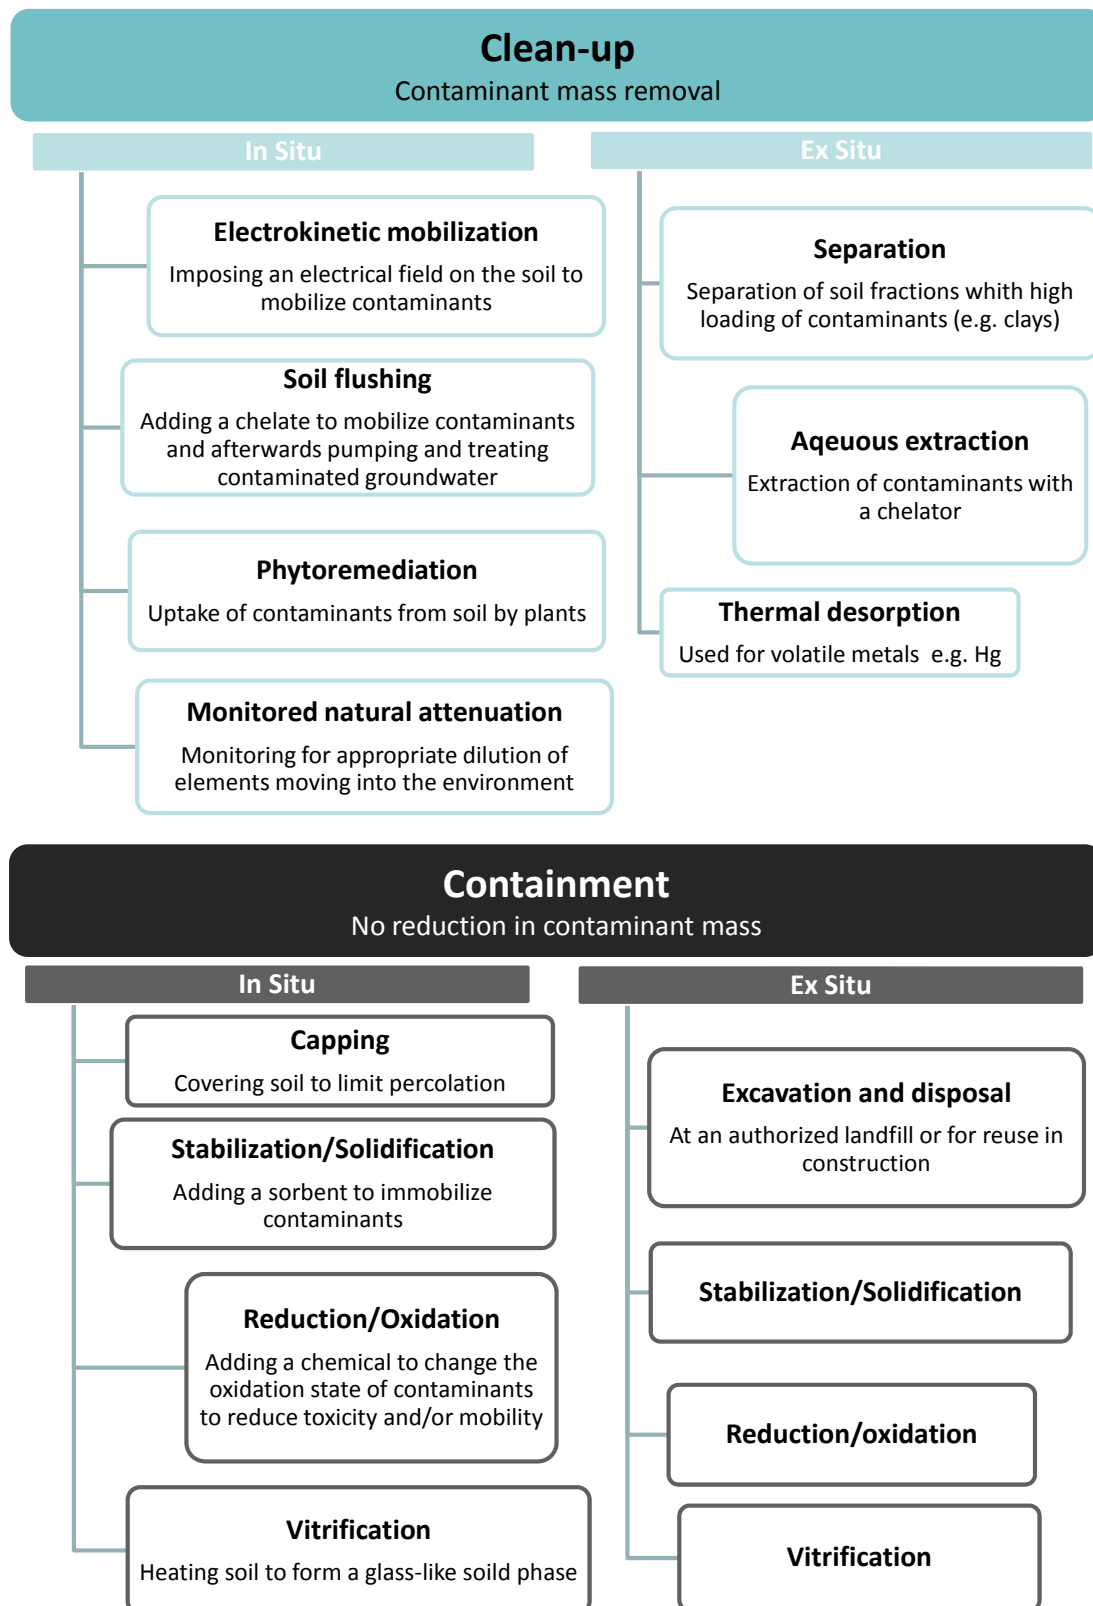 Clean-up
Contaminant mass removal
In Situ
Electrokinetic mobilization
Imposing an electrical field on the soil to
mobilize contaminants
Soil flushing
Adding a chelate to mobilize contaminants
and afterwards pumping and treating
contaminated groundwater
Phytoremediation
Uptake of contaminants from soil by plants
Monitored natural attenuation
Monitoring for appropriate dilution of
elements moving into the environment
Ex Situ
Separation
Separation of soil fractions whith high
loading of contaminants (e.g. clays)
Aqeuous extraction
Extraction of contaminants with
a chelator
Thermal desorption
Used for volatile metals e.g. Hg
Containment
No reduction in contaminant mass
In Situ
Capping
Covering soil to limit percolation
Stabilization/Solidification
Adding a sorbent to immobilize
contaminants
Reduction/Oxidation
Adding a chemical to change the
oxidation state of contaminants
to reduce toxicity and/or mobility
Vitrification
Heating soil to form a glass-like soild phase
Ex Situ
Excavation and disposal
At an authorized landfill or for reuse in
construction
Stabilization/Solidification
Reduction/oxidation
Vitrification